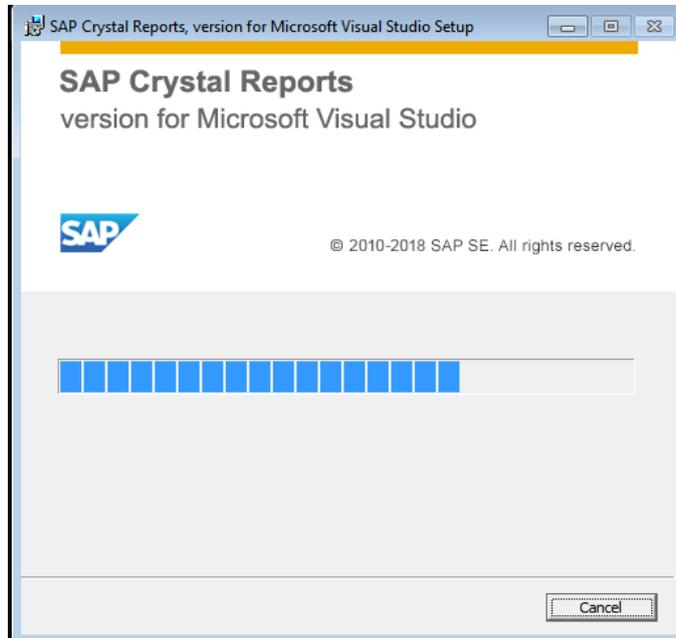 SAP Crystal Reports, version for Microsoft Visual Studio Setup
SAP Crystal Reports
version for Microsoft Visual Studio
SAP
© 2010-2018 SAP SE. All rights reserved.
Cancel